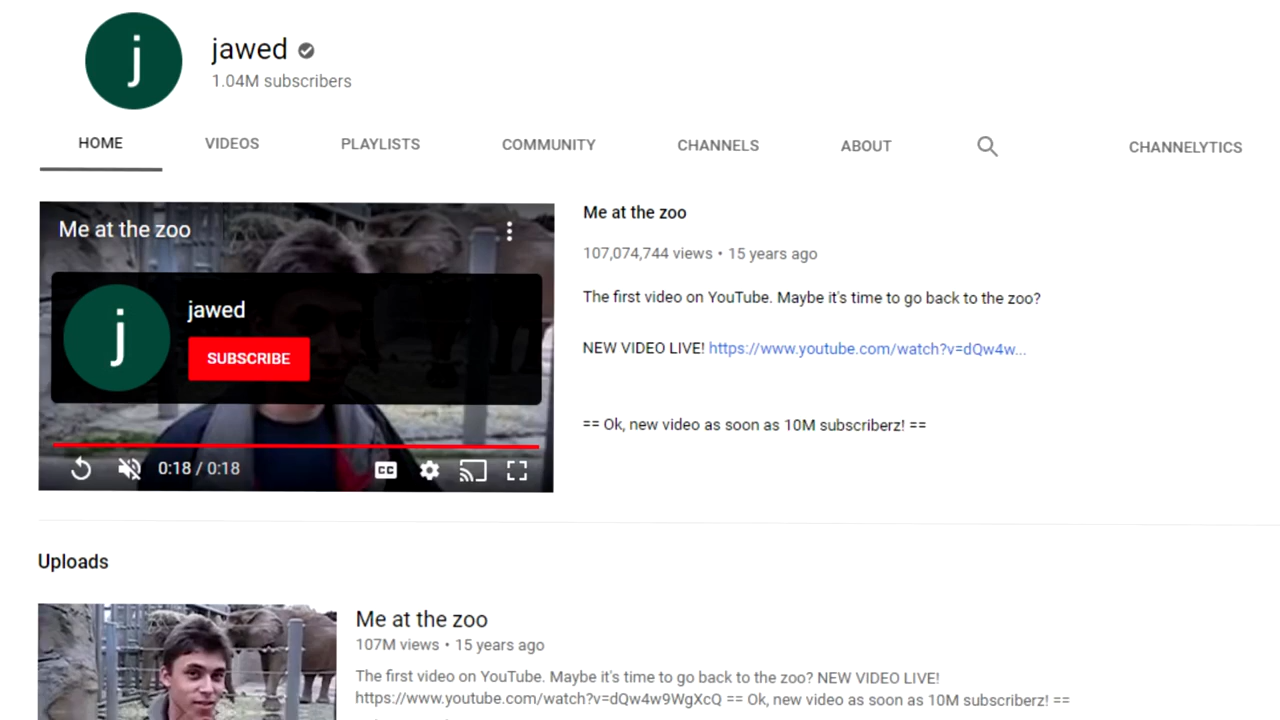 j
jawed
1.04M subscribers
HOME VIDEOS PLAYLISTS COMMUNITY CHANNELS ABOUT CHANNELYTICS
Me at the zoo
j
jawed
SUBSCRIBE
0:18 / 0:18
CC
Me at the zoo
107,074,744 views • 15 years ago
The first video on YouTube. Maybe it's time to go back to the zoo?
NEW VIDEO LIVE! https://www.youtube.com/watch?v=dQw4w...
== Ok, new video as soon as 10M subscriberz! ==
Uploads
Me at the zoo
107M views • 15 years ago
The first video on YouTube. Maybe it's time to go back to the zoo? NEW VIDEO LIVE!
https://www.youtube.com/watch?v=dQw4w9WgXcQ == Ok, new video as soon as 10M subscriberz! ==